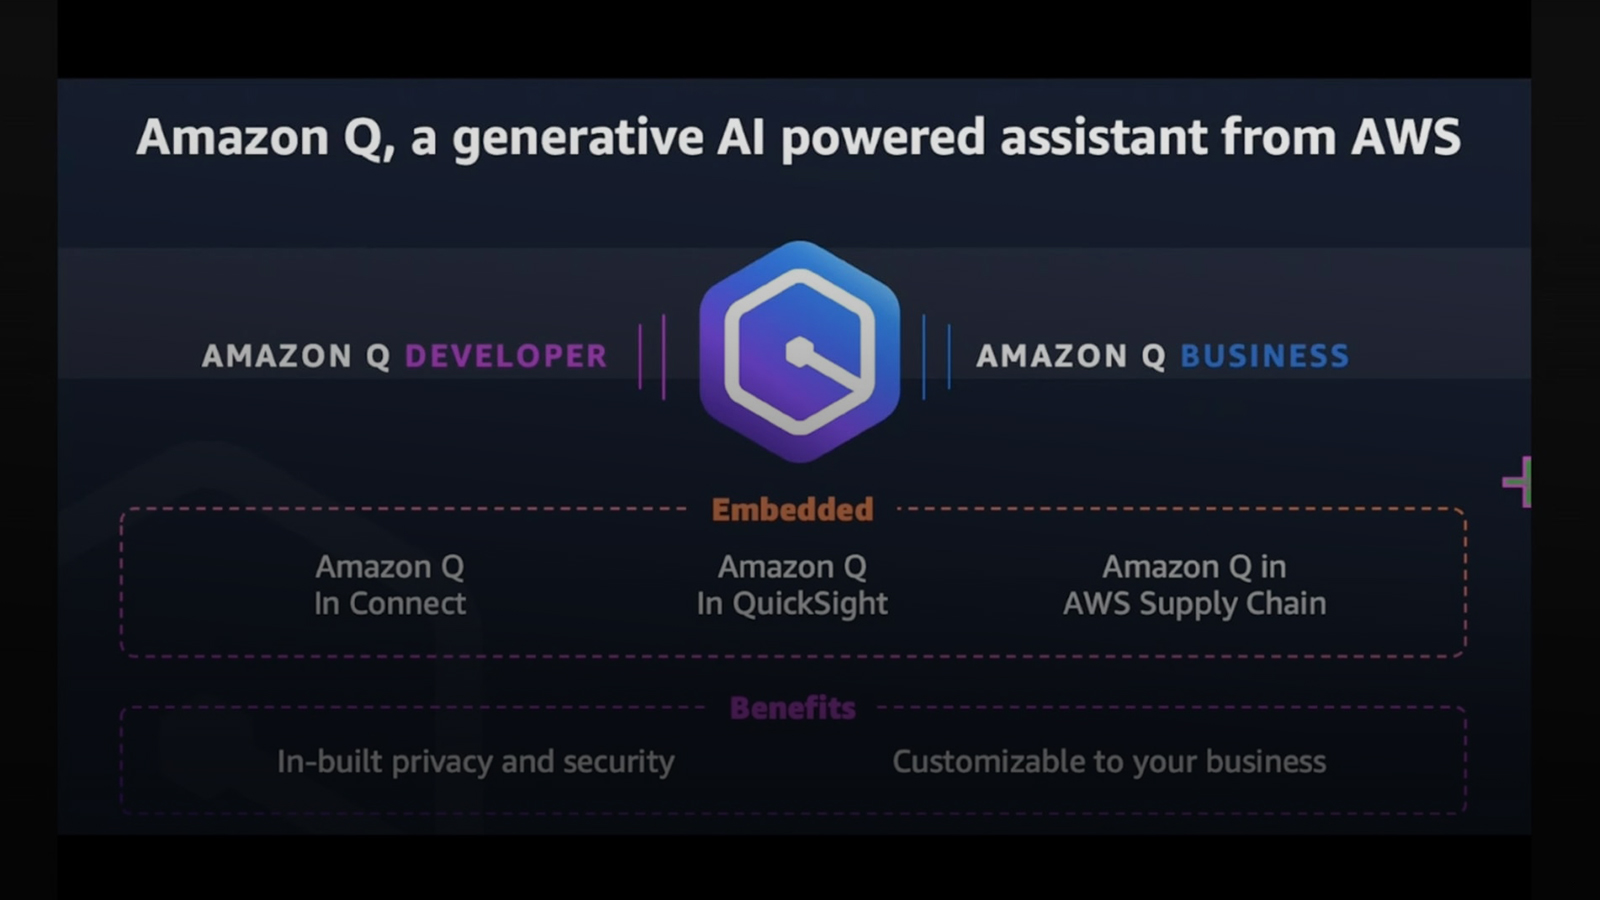 Amazon Q, a generative AI powered assistant from AWS
AMAZON Q DEVELOPER
AMAZON Q BUSINESS
Embedded
Amazon Q
In Connect
Amazon Q
In QuickSight
Amazon Q in
AWS Supply Chain
Benefits
In-built privacy and security
Customizable to your business